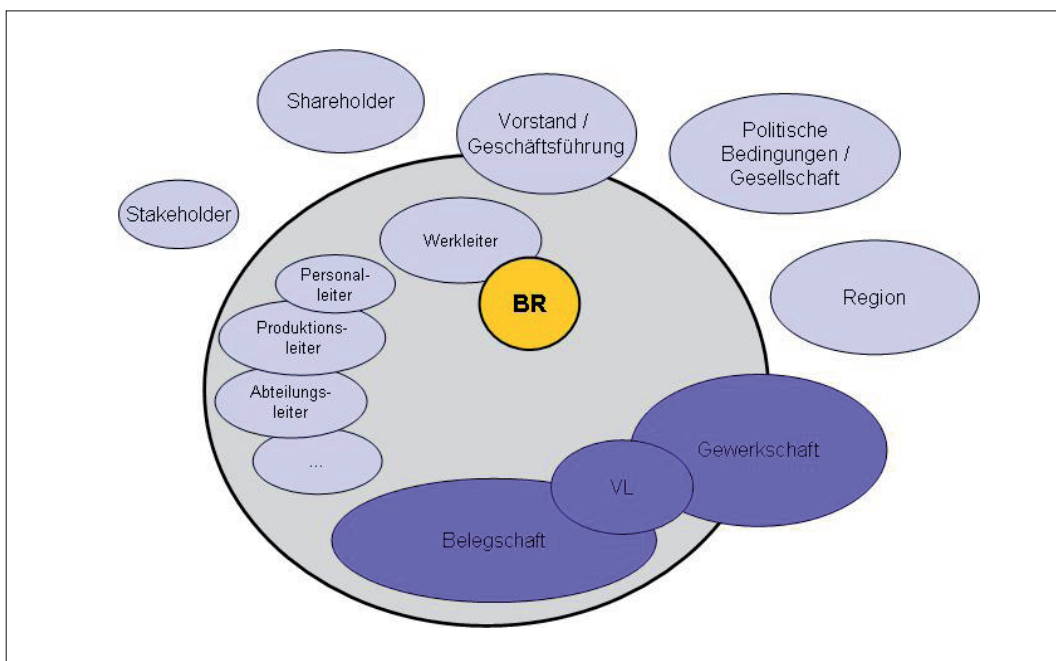 Shareholder
Vorstand /
Geschäftsführung
Politische
Bedingungen /
Gesellschaft
Stakeholder
Werkleiter
Personal-
leiter
BR
Region
Produktions-
leiter
Abteilungs-
leiter
...
Gewerkschaft
VL
Belegschaft